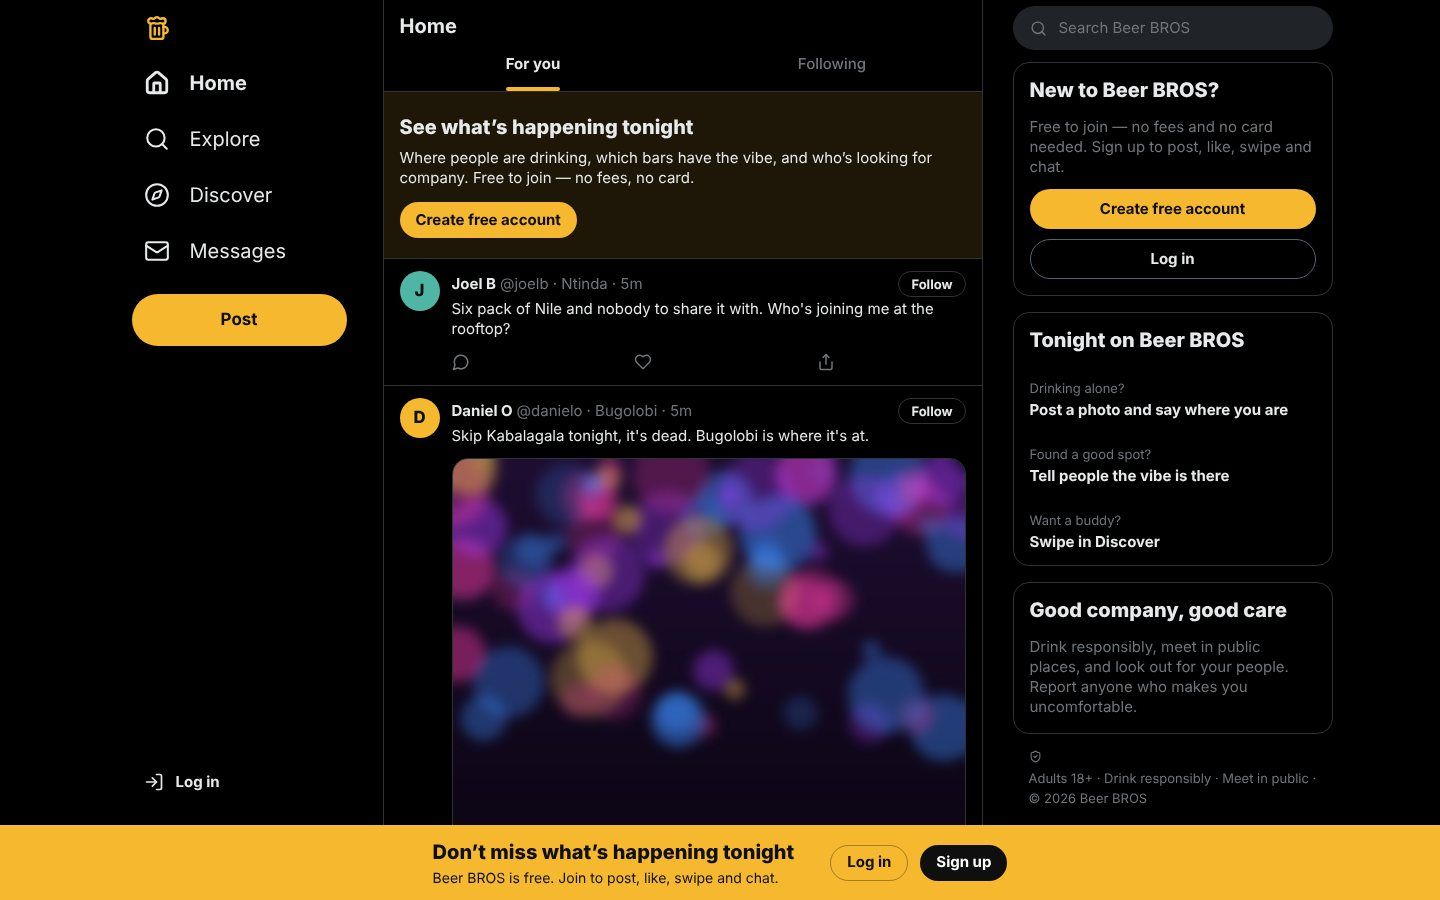 Home
Explore
Discover
Messages
Post
Log in
Home
For you
Following
See what’s happening tonight
Where people are drinking, which bars have the vibe, and who’s looking for
company. Free to join — no fees, no card.
Create free account
J
Joel B @joelb · Ntinda · 5m
Follow
Six pack of Nile and nobody to share it with. Who's joining me at the
rooftop?
D
Daniel O @danielo · Bugolobi · 5m
Follow
Skip Kabalagala tonight, it's dead. Bugolobi is where it's at.
Search Beer BROS
New to Beer BROS?
Free to join — no fees and no card
needed. Sign up to post, like, swipe and
chat.
Create free account
Log in
Tonight on Beer BROS
Drinking alone?
Post a photo and say where you are
Found a good spot?
Tell people the vibe is there
Want a buddy?
Swipe in Discover
Good company, good care
Drink responsibly, meet in public
places, and look out for your people.
Report anyone who makes you
uncomfortable.
Adults 18+ · Drink responsibly · Meet in public ·
© 2026 Beer BROS
Don’t miss what’s happening tonight
Beer BROS is free. Join to post, like, swipe and chat.
Log in
Sign up